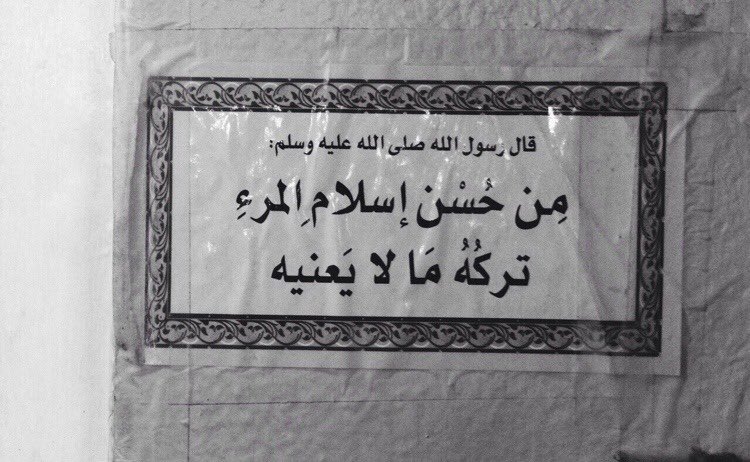 قال رسول الله صلى الله عليه وسلم:
مِن حُسْن إسلامِ المرءِ
تركُهُ مَا لا يَعنيه